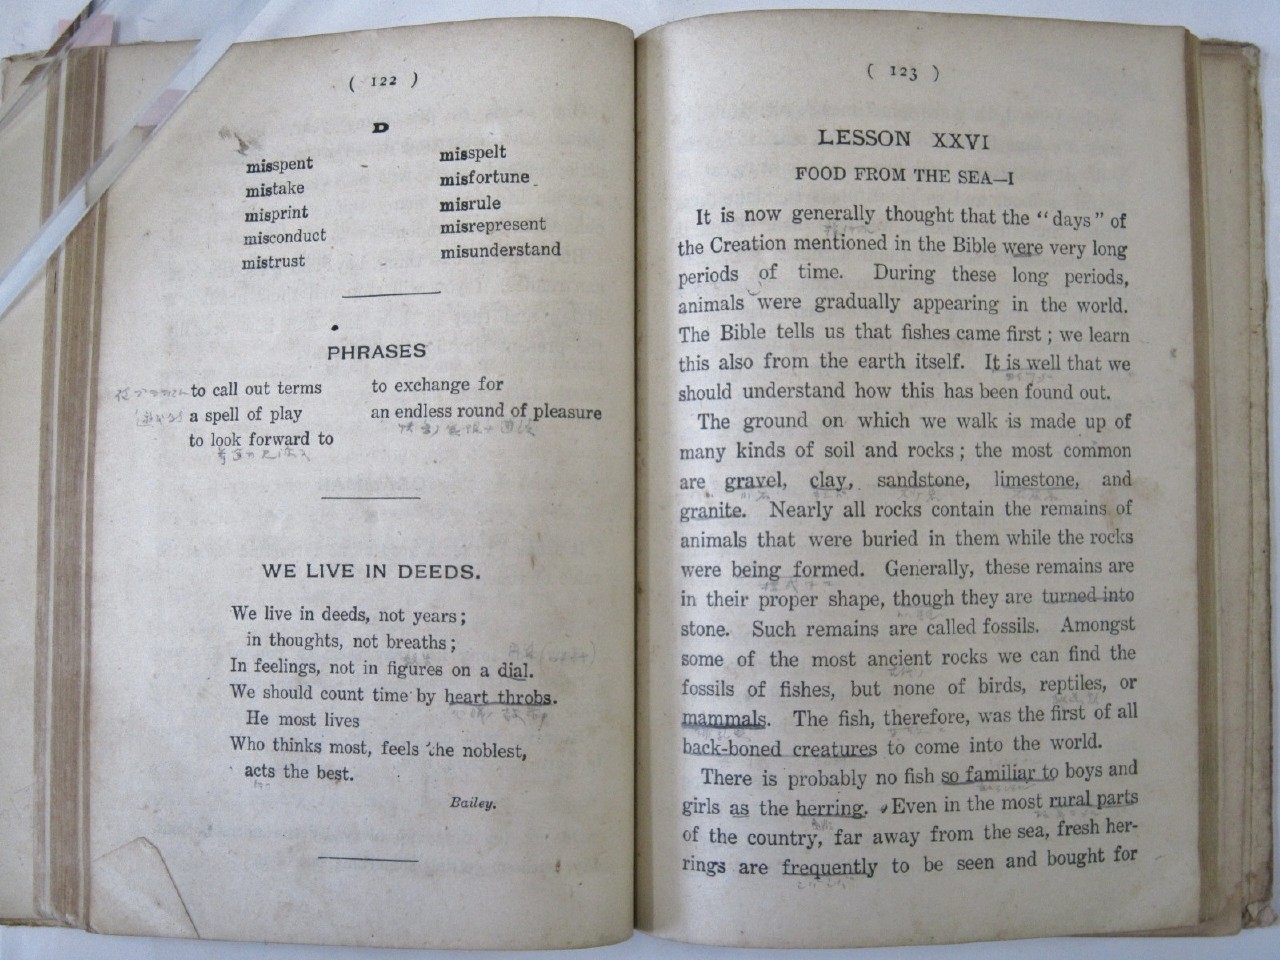 ( 122 )
D
misspent misspelt
mistake misfortune
misprint misrule
misconduct misrepresent
mistrust misunderstand
PHRASES
to call out terms to exchange for
a spell of play an endless round of pleasure
to look forward to
WE LIVE IN DEEDS.
We live in deeds, not years;
in thoughts, not breaths;
In feelings, not in figures on a dial.
We should count time by heart throbs.
He most lives
Who thinks most, feels the noblest,
acts the best.
Bailey.
( 123 )
LESSON XXVI
FOOD FROM THE SEA—I
It is now generally thought that the "days" of
the Creation mentioned in the Bible were very long
periods of time. During these long periods,
animals were gradually appearing in the world.
The Bible tells us that fishes came first; we learn
this also from the earth itself. It is well that we
should understand how this has been found out.
The ground on which we walk is made up of
many kinds of soil and rocks; the most common
are gravel, clay, sandstone, limestone, and
granite. Nearly all rocks contain the remains of
animals that were buried in them while the rocks
were being formed. Generally, these remains are
in their proper shape, though they are turned into
stone. Such remains are called fossils. Amongst
some of the most ancient rocks we can find the
fossils of fishes, but none of birds, reptiles, or
mammals. The fish, therefore, was the first of all
back-boned creatures to come into the world.
There is probably no fish so familiar to boys and
girls as the herring. Even in the most rural parts
of the country, far away from the sea, fresh her-
rings are frequently to be seen and bought for